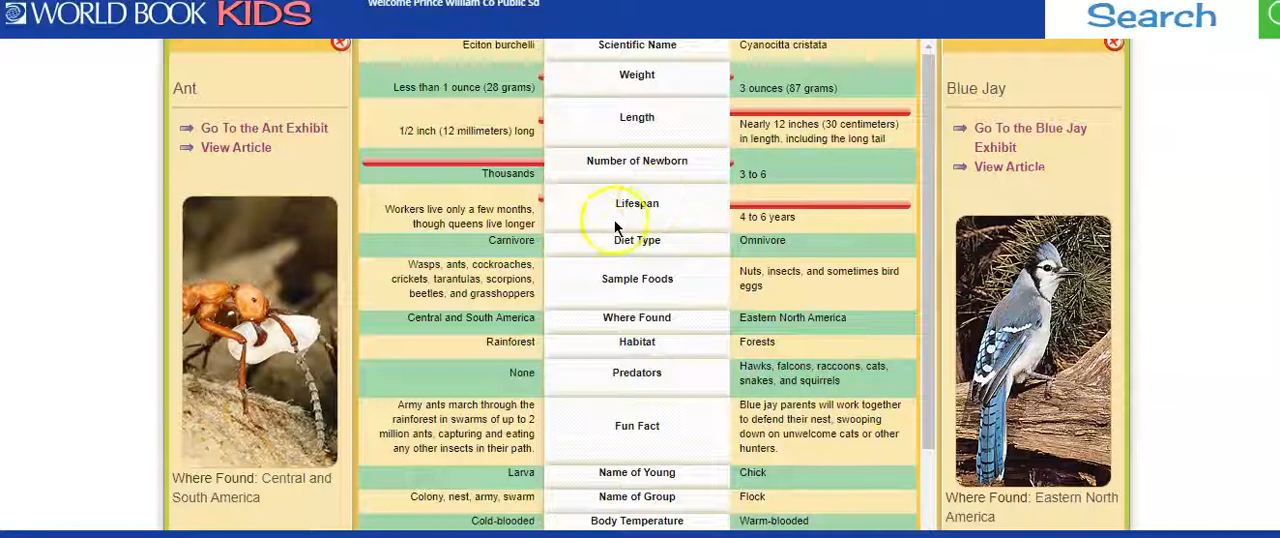 WORLD BOOK KIDS
Welcome Prince William Co Public Sd
Search
Ant
Go To the Ant Exhibit
View Article
Where Found: Central and
South America
Eciton burchelli
Scientific Name
Cyanocitta cristata
Less than 1 ounce (28 grams)
Weight
3 ounces (87 grams)
1/2 inch (12 millimeters) long
Length
Nearly 12 inches (30 centimeters)
in length, including the long tail
Thousands
Number of Newborn
3 to 6
Workers live only a few months,
though queens live longer
Lifespan
4 to 6 years
Carnivore
Diet Type
Omnivore
Wasps, ants, cockroaches,
crickets, tarantulas, scorpions,
beetles, and grasshoppers
Sample Foods
Nuts, insects, and sometimes bird
eggs
Central and South America
Where Found
Eastern North America
Rainforest
Habitat
Forests
None
Predators
Hawks, falcons, raccoons, cats,
snakes, and squirrels
Army ants march through the
rainforest in swarms of up to 2
million ants, capturing and eating
any other insects in their path.
Fun Fact
Blue jay parents will work together
to defend their nest, swooping
down on unwelcome cats or other
hunters.
Larva
Name of Young
Chick
Colony, nest, army, swarm
Name of Group
Flock
Cold-blooded
Body Temperature
Warm-blooded
Blue Jay
Go To the Blue Jay
Exhibit
View Article
Where Found: Eastern North
America